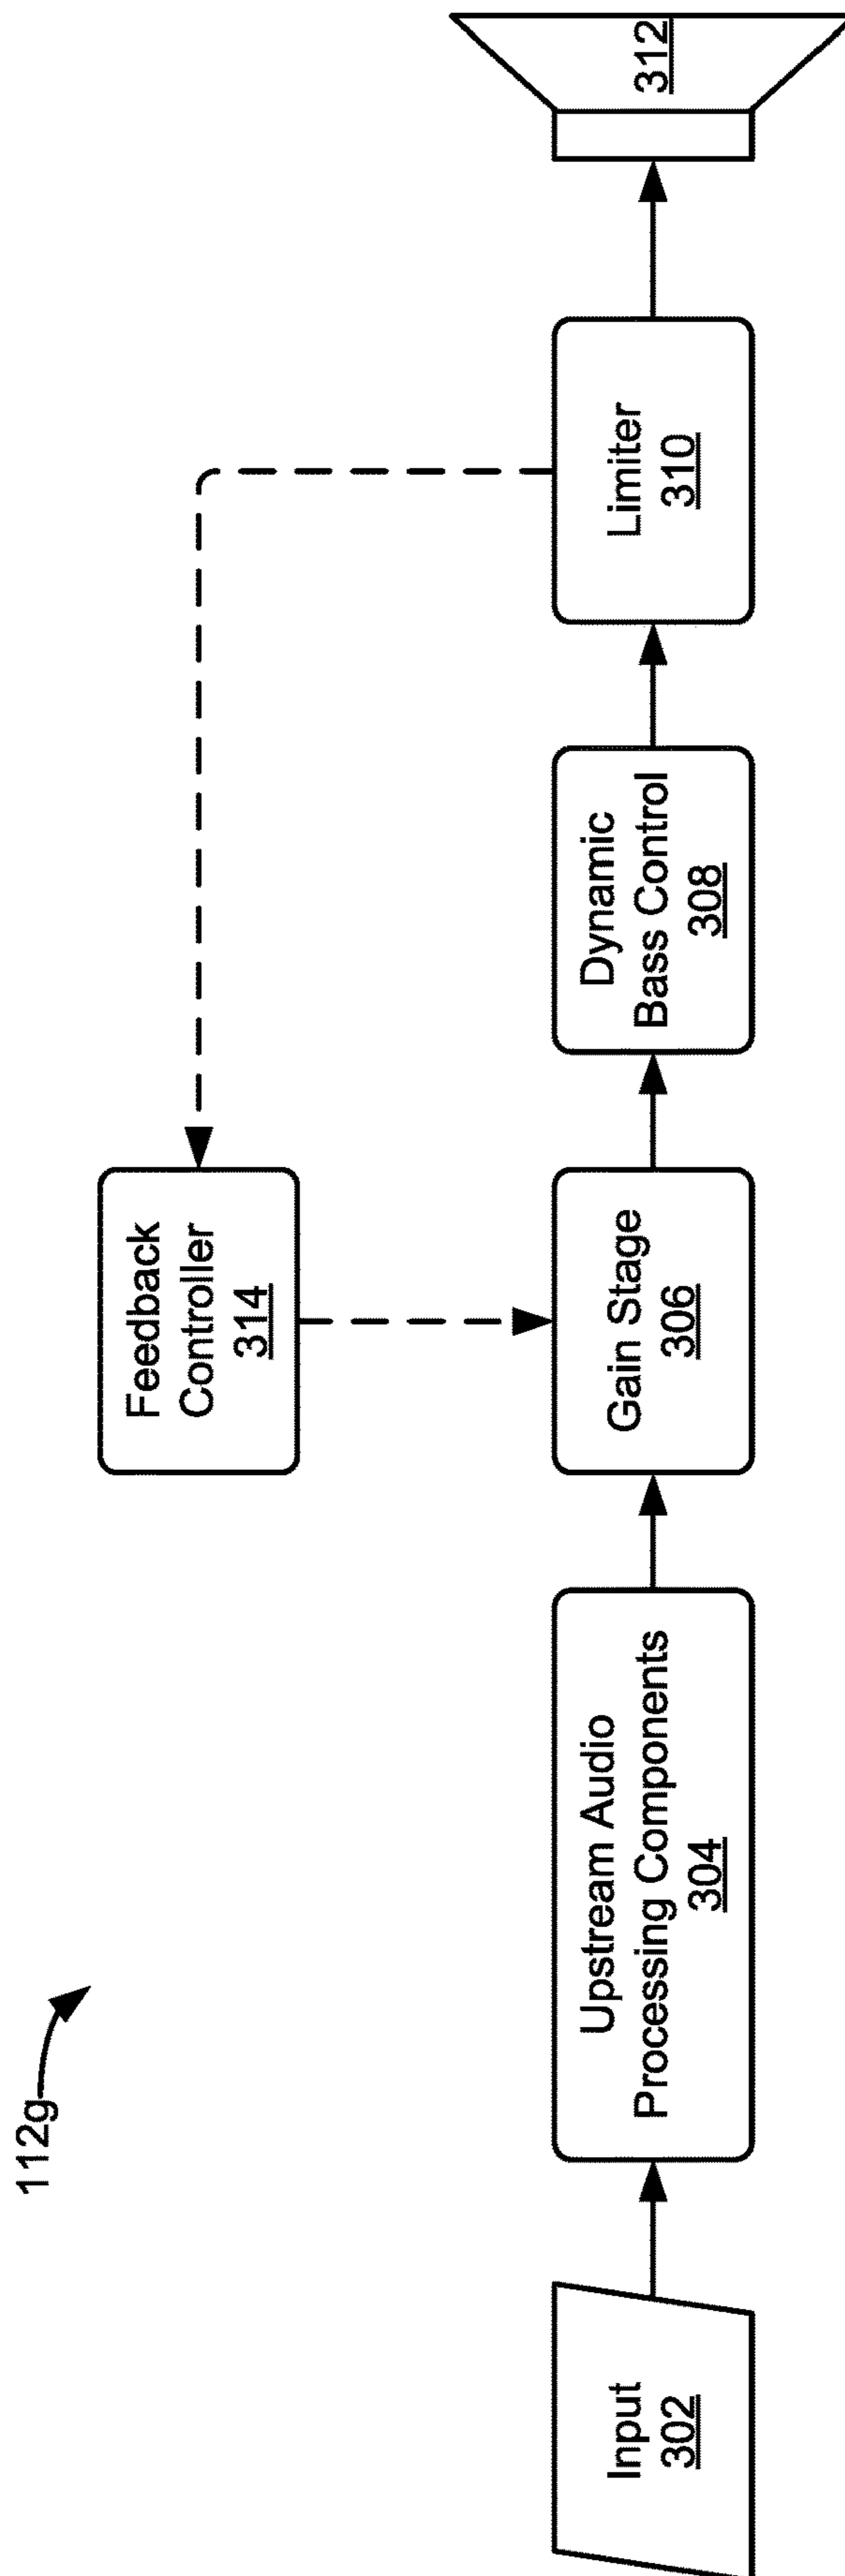 112g
Feedback
Controller
314
Input
302
Upstream Audio
Processing Components
304
Gain Stage
306
Dynamic
Bass Control
308
Limiter
310
312